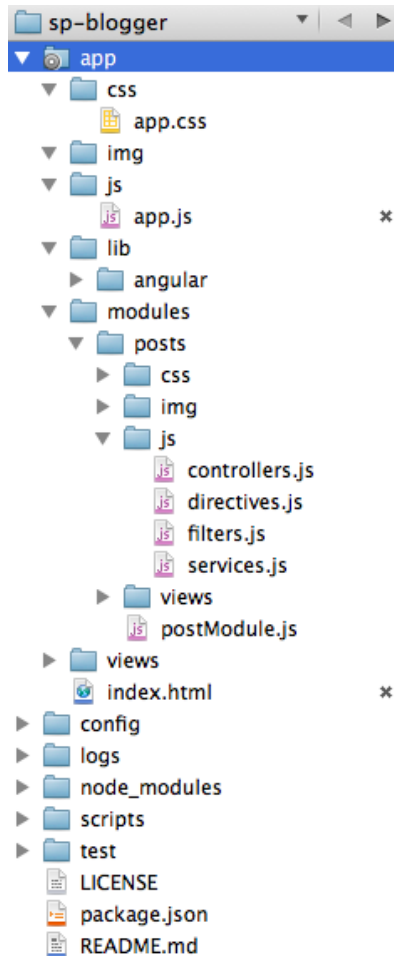 sp-blogger
app
css
app.css
img
js
app.js
lib
angular
modules
posts
css
img
js
controllers.js
directives.js
filters.js
services.js
views
postModule.js
views
index.html
config
logs
node_modules
scripts
test
LICENSE
package.json
README.md